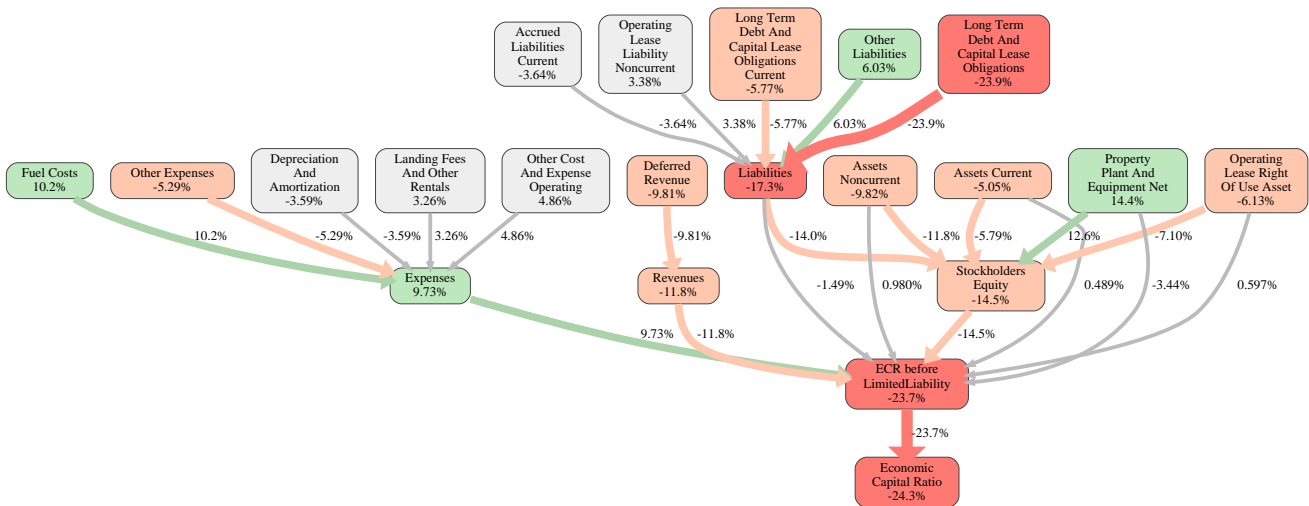 Accrued
Liabilities
Current
-3.64%
Operating
Lease
Liability
Noncurrent
3.38%
Long Term
Debt And
Capital Lease
Obligations
Current
-5.77%
Other
Liabilities
6.03%
Long Term
Debt And
Capital Lease
Obligations
-23.9%
-3.64%
3.38%
-5.77%
6.03%
-23.9%
Fuel Costs
10.2%
Other Expenses
-5.29%
Depreciation
And
Amortization
-3.59%
Landing Fees
And Other
Rentals
3.26%
Other Cost
And Expense
Operating
4.86%
Deferred
Revenue
-9.81%
Liabilities
-17.3%
Assets
Noncurrent
-9.82%
Assets Current
-5.05%
Property
Plant And
Equipment Net
14.4%
Operating
Lease Right
Of Use Asset
-6.13%
10.2%
-5.29%
-3.59%
3.26%
4.86%
-9.81%
-14.0%
-11.8%
-5.79%
12.6%
-7.10%
Expenses
9.73%
Revenues
-11.8%
Stockholders
Equity
-14.5%
-1.49%
0.980%
0.489%
-3.44%
0.597%
9.73%
-11.8%
-14.5%
ECR before
LimitedLiability
-23.7%
-23.7%
Economic
Capital Ratio
-24.3%